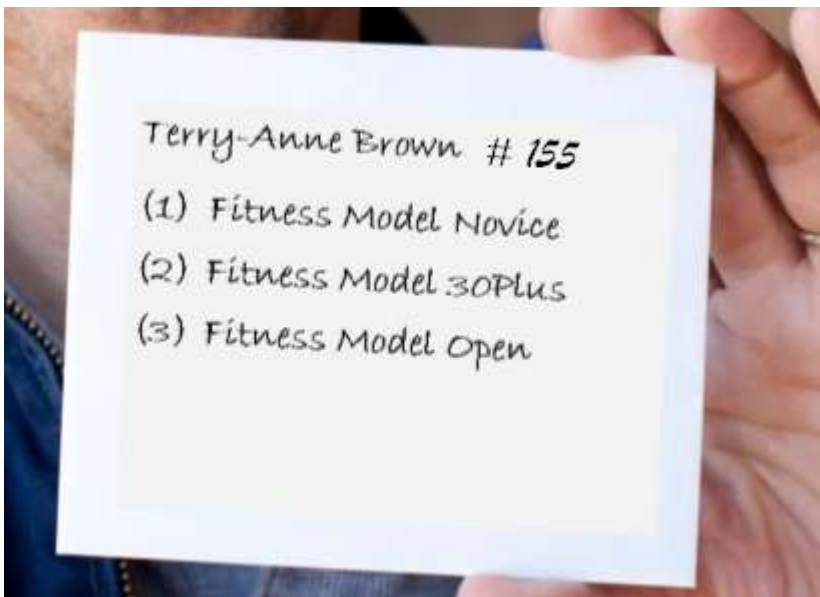 Terry-Anne Brown # 155
(1) Fitness Model Novice
(2) Fitness Model 30Plus
(3) Fitness Model Open